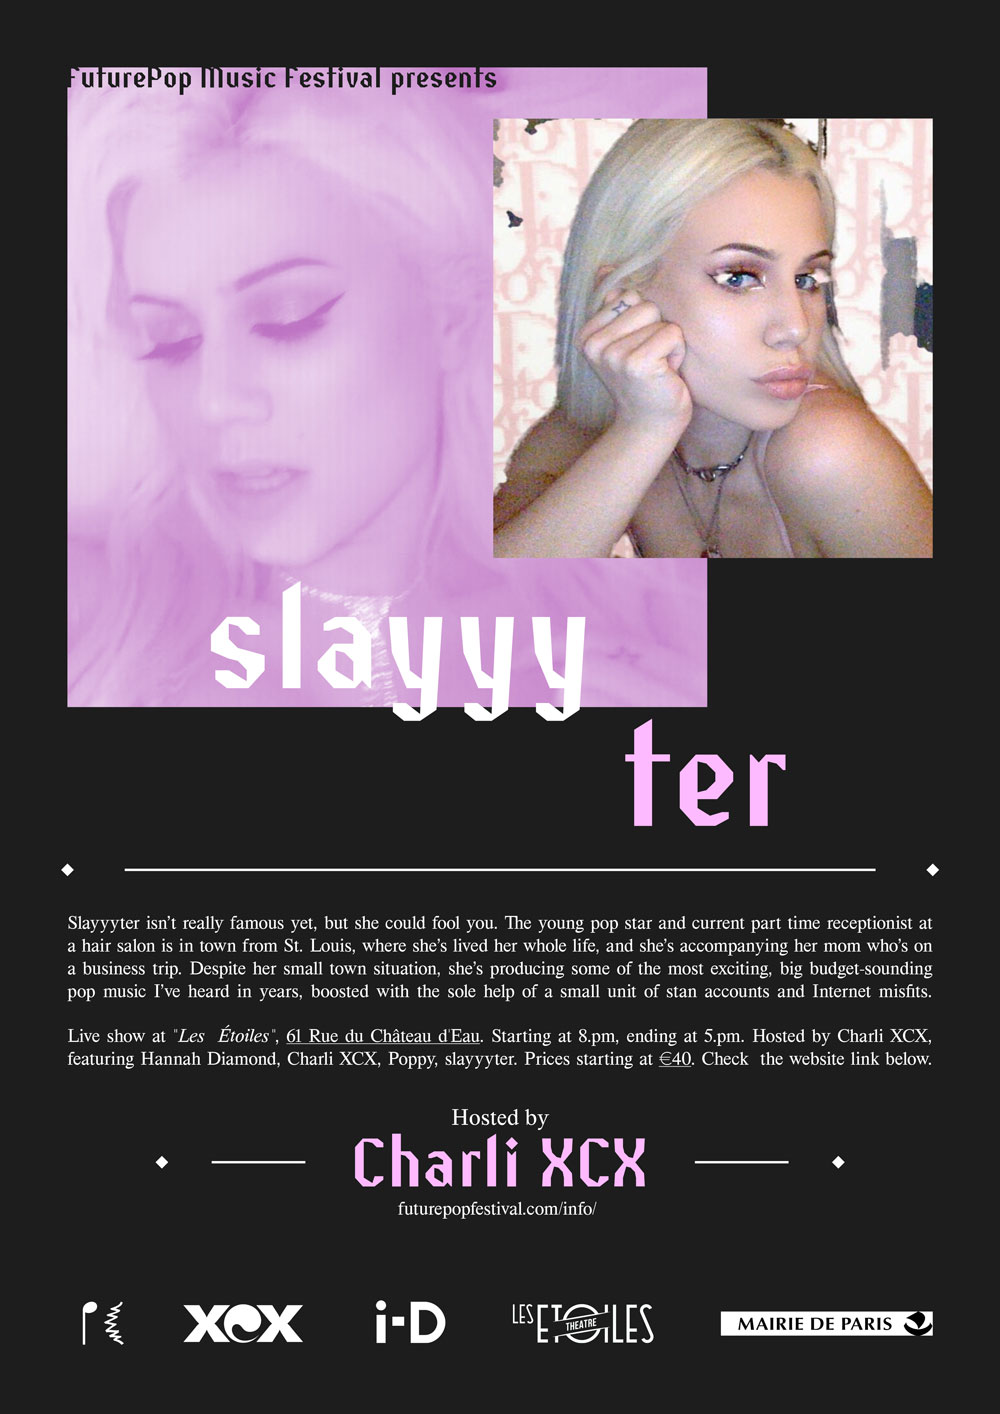 FuturePop Music Festival presents
slayyy
ter
Slayyyter isn’t really famous yet, but she could fool you. The young pop star and current part time receptionist at
a hair salon is in town from St. Louis, where she’s lived her whole life, and she’s accompanying her mom who’s on
a business trip. Despite her small town situation, she’s producing some of the most exciting, big budget-sounding
pop music I’ve heard in years, boosted with the sole help of a small unit of stan accounts and Internet misfits.
Live show at "Les Étoiles", 61 Rue du Château d'Eau. Starting at 8.pm, ending at 5.pm. Hosted by Charli XCX,
featuring Hannah Diamond, Charli XCX, Poppy, slayyyter. Prices starting at €40. Check the website link below.
Hosted by
Charli XCX
futurepopfestival.com/info/
XCX i-D LES ETOILES THEATRE MAIRIE DE PARIS